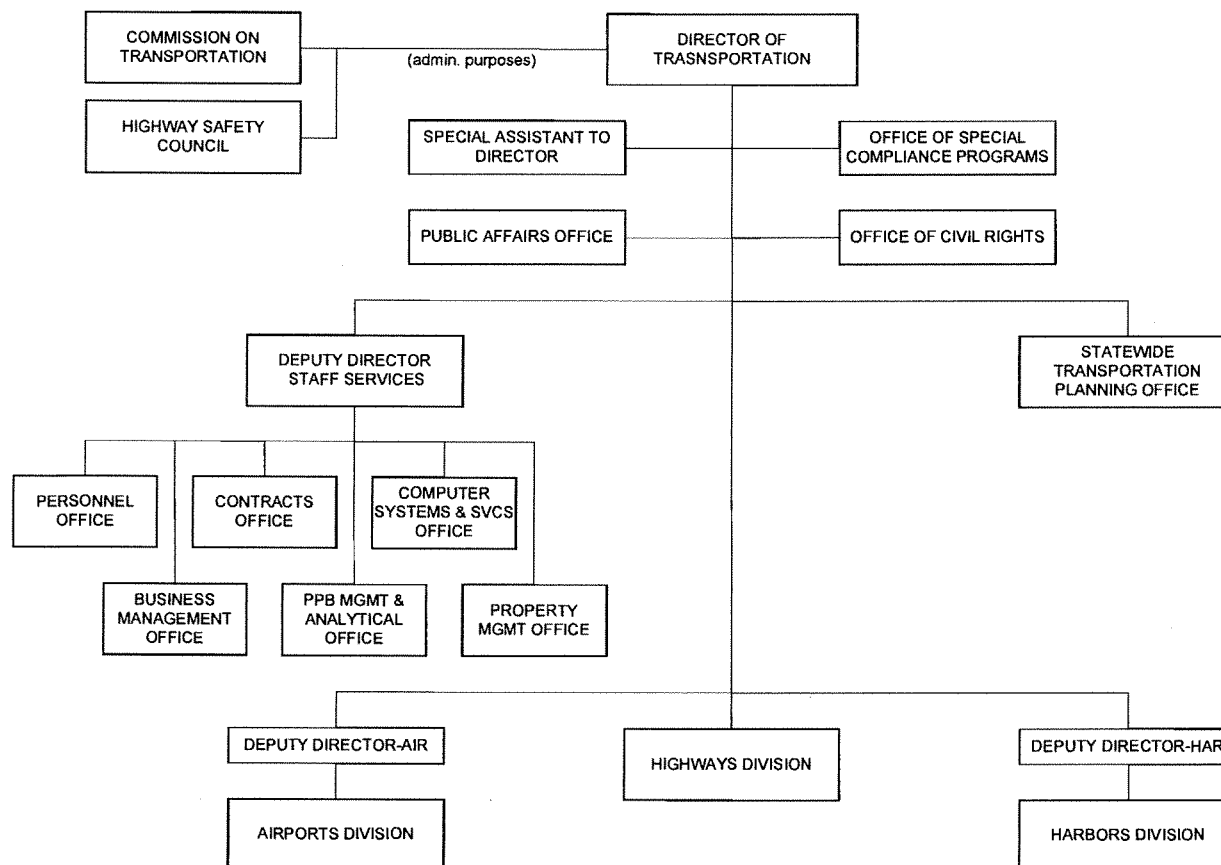 COMMISSION ON
TRANSPORTATION
(admin. purposes)
DIRECTOR OF
TRASNSPORTATION
HIGHWAY SAFETY
COUNCIL
SPECIAL ASSISTANT TO
DIRECTOR
OFFICE OF SPECIAL
COMPLIANCE PROGRAMS
PUBLIC AFFAIRS OFFICE
OFFICE OF CIVIL RIGHTS
DEPUTY DIRECTOR
STAFF SERVICES
STATEWIDE
TRANSPORTATION
PLANNING OFFICE
PERSONNEL
OFFICE
CONTRACTS
OFFICE
COMPUTER
SYSTEMS & SVCS
OFFICE
BUSINESS
MANAGEMENT
OFFICE
PPB MGMT &
ANALYTICAL
OFFICE
PROPERTY
MGMT OFFICE
DEPUTY DIRECTOR-AIR
HIGHWAYS DIVISION
DEPUTY DIRECTOR-HAR
AIRPORTS DIVISION
HARBORS DIVISION